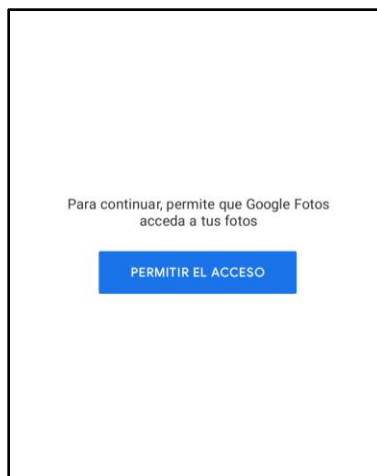 Para continuar, permite que Google Fotos
acceda a tus fotos
PERMITIR EL ACCESO